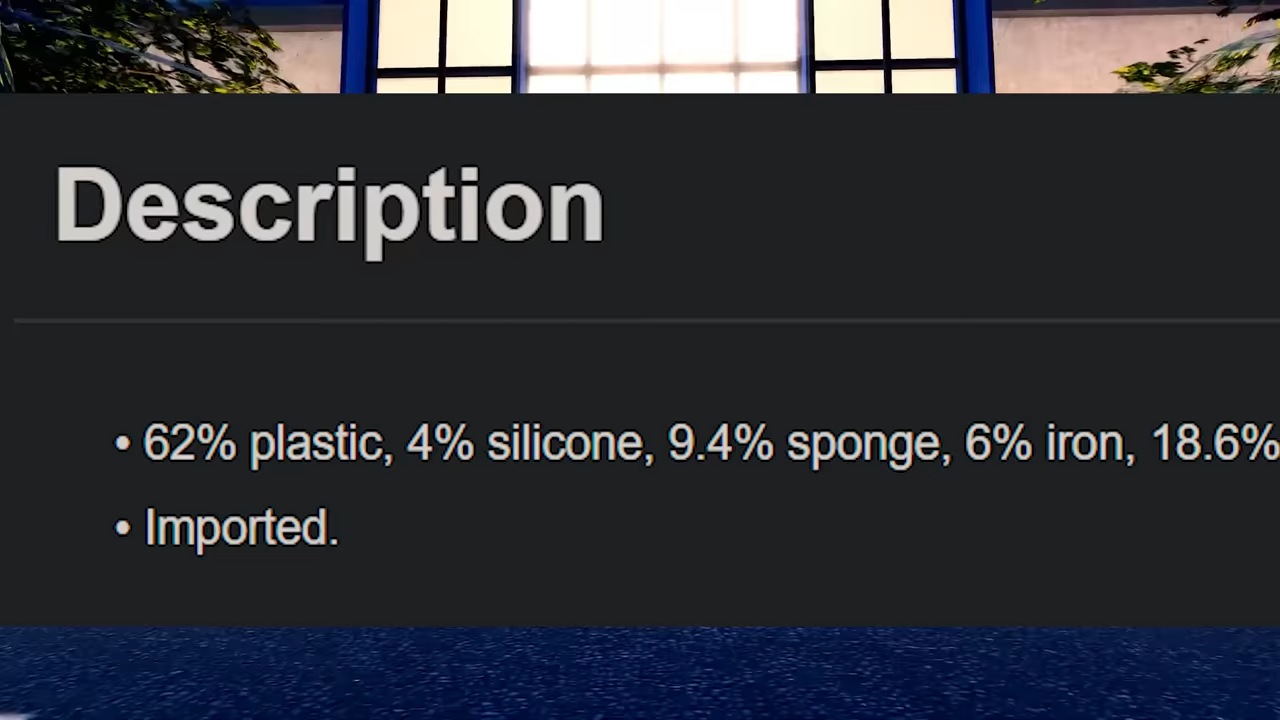 Description
• 62% plastic, 4% silicone, 9.4% sponge, 6% iron, 18.6%
• Imported.